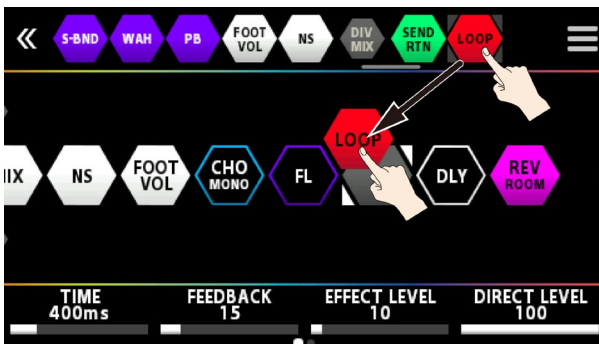 S-BND
WAH
PB
FOOT
VOL
NS
DIV
MIX
SEND
RTN
LOOP
LOOP
IX
NS
FOOT
VOL
CHO
MONO
FL
DLY
REV
ROOM
TIME
400ms
FEEDBACK
15
EFFECT LEVEL
10
DIRECT LEVEL
100